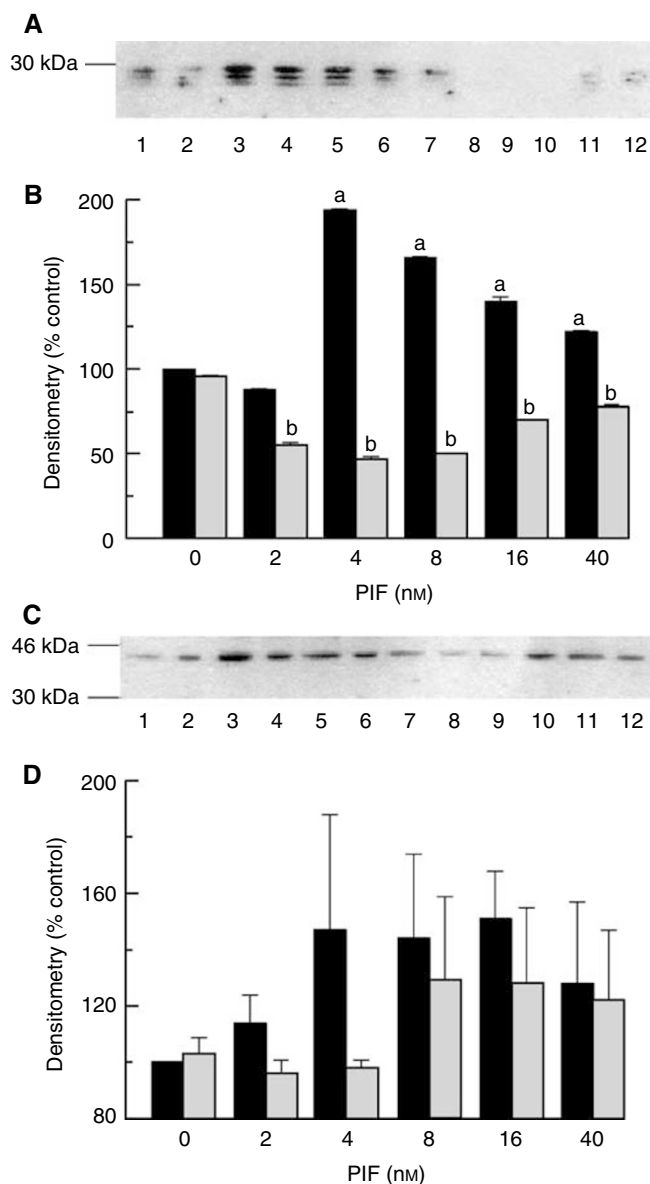 A
30 kDa
1 2 3 4 5 6 7 8 9 10 11 12
B
200
150
100
50
0
Densitometry (% control)
a
a
a
a
b
b
b
b
b
0 2 4 8 16 40
PIF (nM)
C
46 kDa
30 kDa
1 2 3 4 5 6 7 8 9 10 11 12
D
200
160
120
80
Densitometry (% control)
0 2 4 8 16 40
PIF (nM)